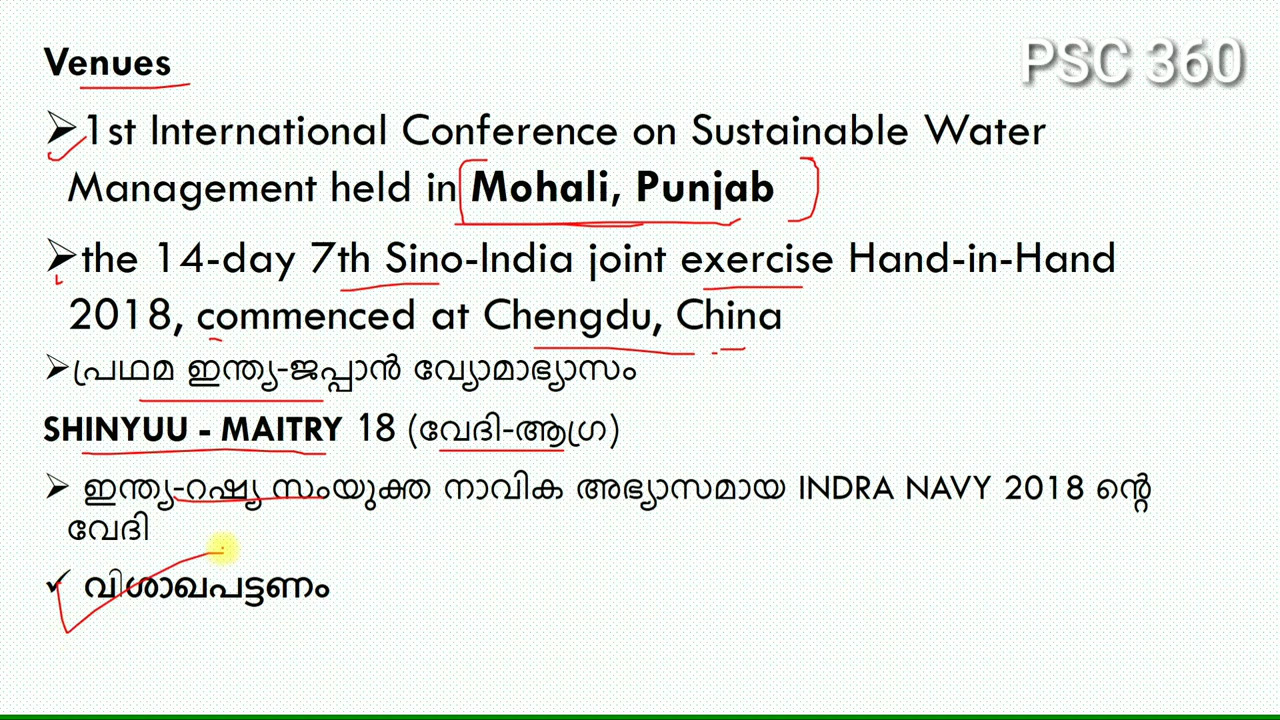 Venues
PSC 360
➢1st International Conference on Sustainable Water
Management held in Mohali, Punjab
➢the 14-day 7th Sino-India joint exercise Hand-in-Hand
2018, commenced at Chengdu, China
➢പ്രഥമ ഇന്ത്യ-ജപ്പാൻ വ്യോമാഭ്യാസം
SHINYUU - MAITRY 18 (വേദി-ആഗ്ര)
➢ ഇന്ത്യ-റഷ്യ സംയുക്ത നാവിക അഭ്യാസമായ INDRA NAVY 2018 ന്റെ
വേദി
✓ വിശാഖപട്ടണം